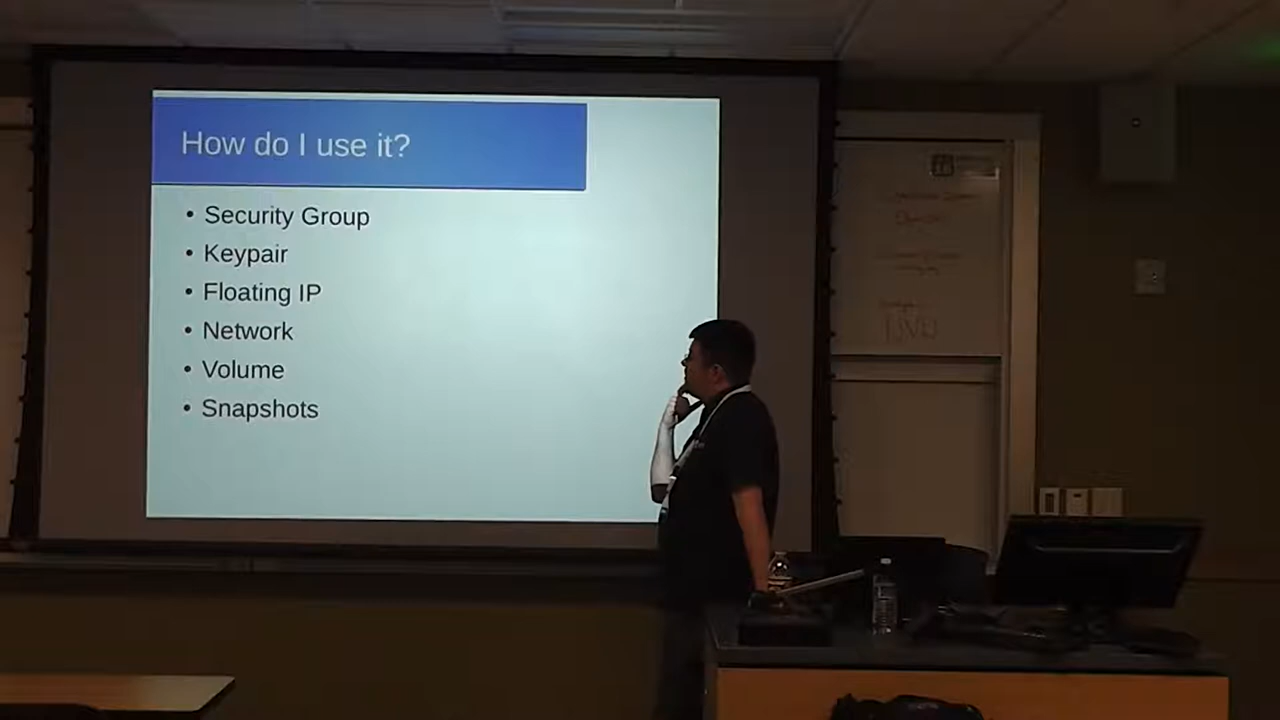 How do I use it?
• Security Group
• Keypair
• Floating IP
• Network
• Volume
• Snapshots